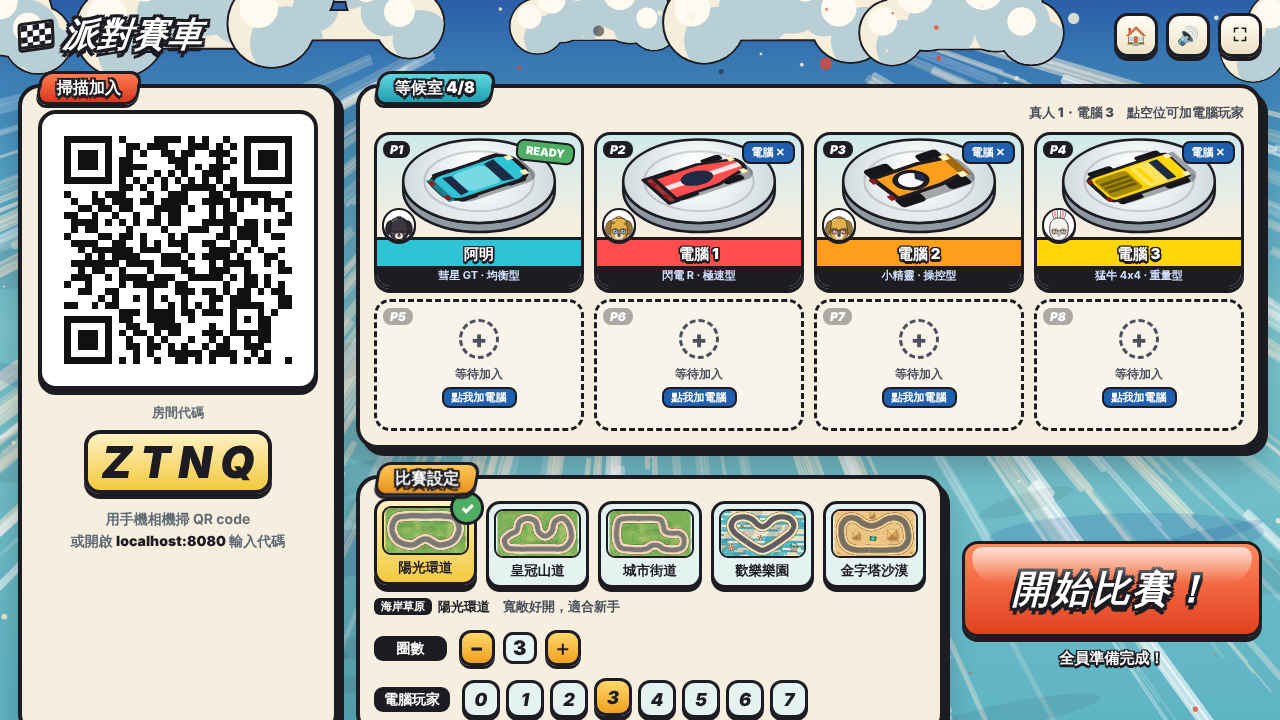 派對賽車
掃描加入
房間代碼
ZTNQ
用手機相機掃 QR code
或開啟 localhost:8080 輸入代碼
等候室 4/8
真人 1 · 電腦 3 點空位可加電腦玩家
P1 READY
阿明
彗星 GT · 均衡型
P2 電腦 ×
電腦 1
閃電 R · 極速型
P3 電腦 ×
電腦 2
小精靈 · 操控型
P4 電腦 ×
電腦 3
猛牛 4x4 · 重量型
P5
+
等待加入
點我加電腦
P6
+
等待加入
點我加電腦
P7
+
等待加入
點我加電腦
P8
+
等待加入
點我加電腦
比賽設定
陽光環道
皇冠山道
城市街道
歡樂樂園
金字塔沙漠
海岸草原 陽光環道 寬敞好開，適合新手
圈數 − 3 +
電腦玩家 0 1 2 3 4 5 6 7
開始比賽！
全員準備完成！